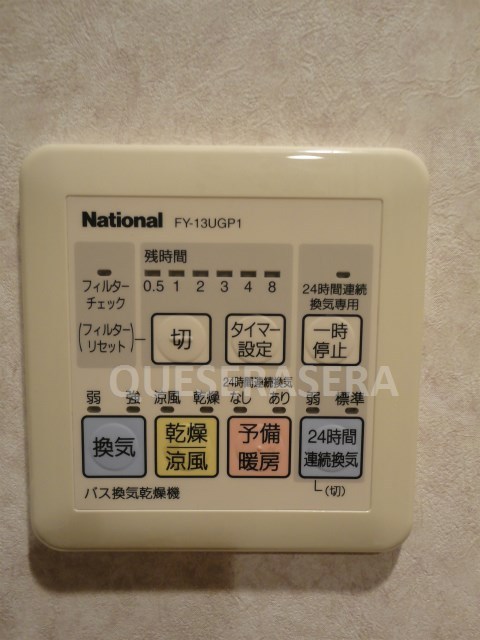 National FY-13UGP1
残時間
0.5 1 2 3 4 8
フィルター
チェック
24時間連続
換気専用
(フィルター
リセット)
切
タイマー
設定
一時
停止
QUESERASERA
24時間連続換気
弱 強 涼風 乾燥 なし あり 弱 標準
換気
乾燥
涼風
予備
暖房
24時間
連続換気
(切)
バス換気乾燥機